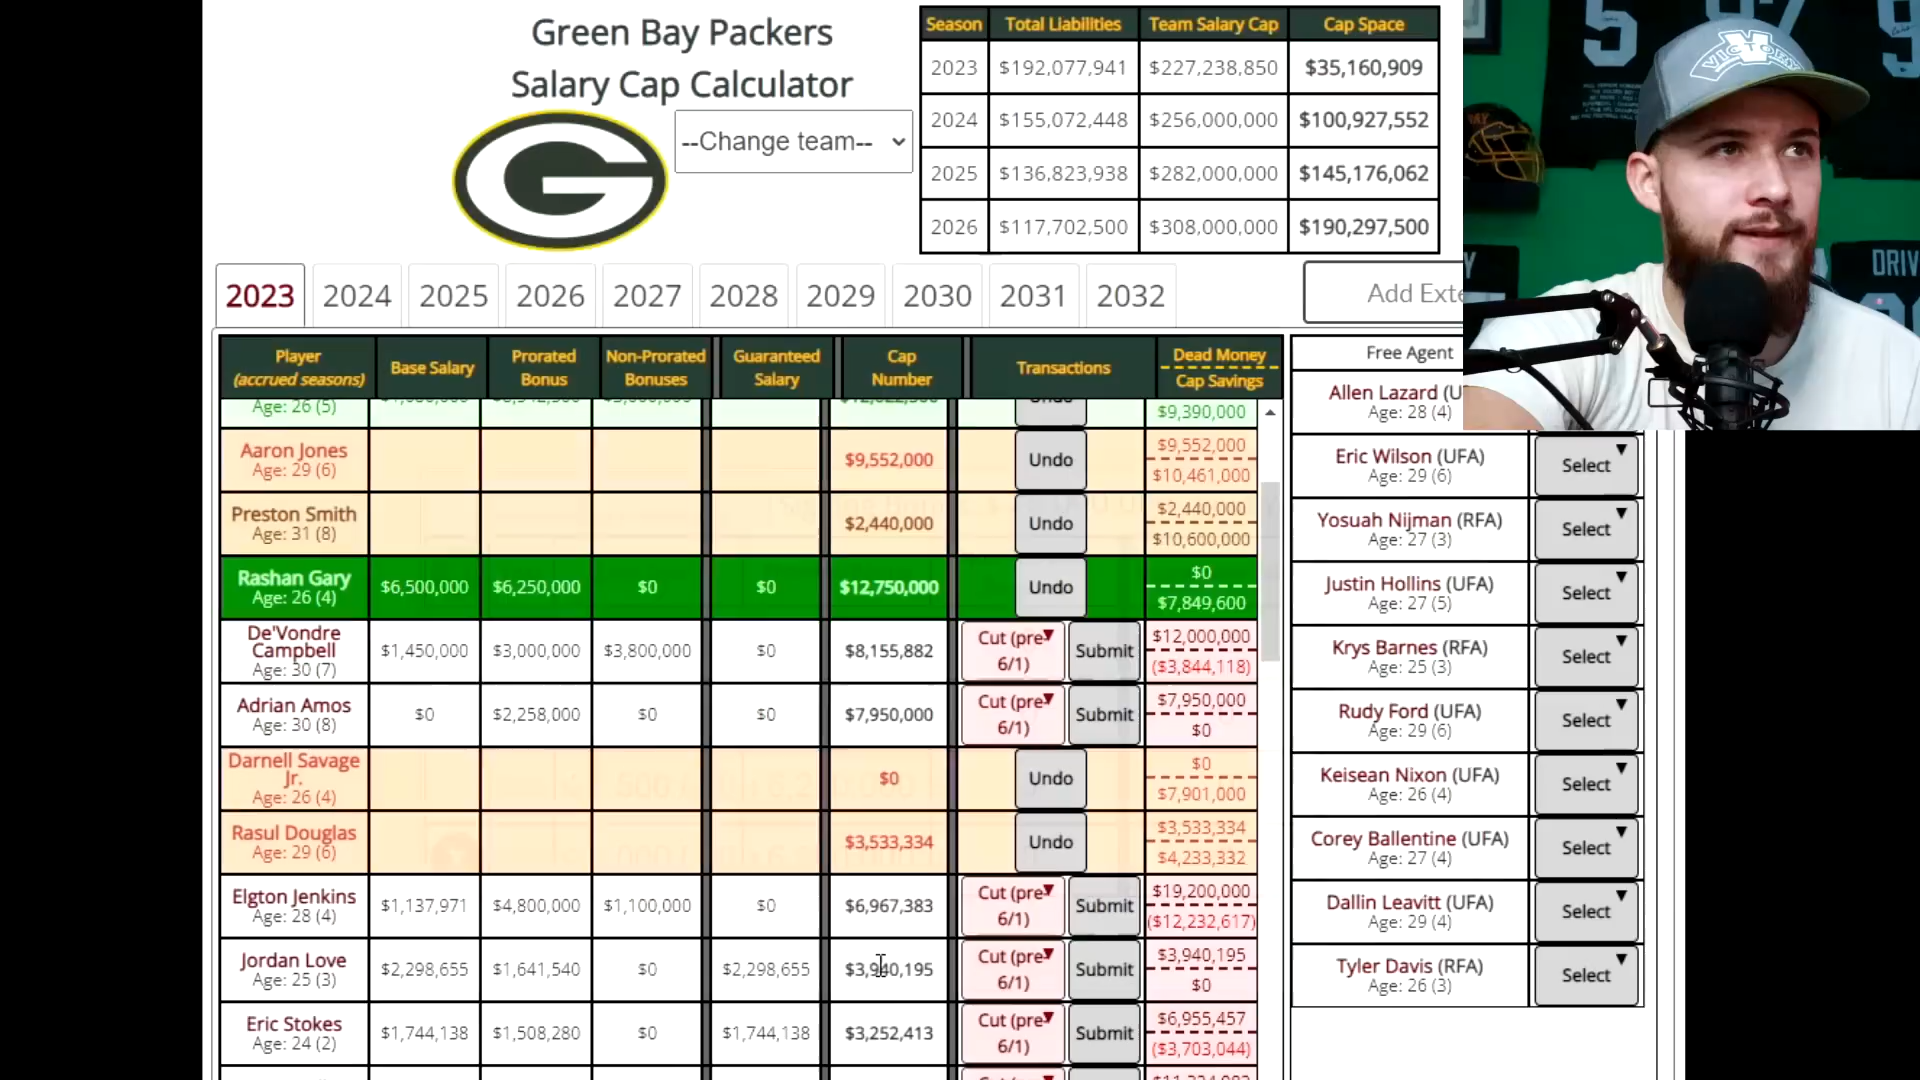 Green Bay Packers
Salary Cap Calculator
--Change team--
Season Total Liabilities Team Salary Cap Cap Space
2023 $192,077,941 $227,238,850 $35,160,909
2024 $155,072,448 $256,000,000 $100,927,552
2025 $136,823,938 $282,000,000 $145,176,062
2026 $117,702,500 $308,000,000 $190,297,500
2023 2024 2025 2026 2027 2028 2029 2030 2031 2032
Add Exte
Player (accrued seasons) Base Salary Prorated Bonus Non-Prorated Bonuses Guaranteed Salary Cap Number Transactions Dead Money Cap Savings
Age: 26 (5) Undo $9,390,000
Aaron Jones Age: 29 (6) $9,552,000 Undo $9,552,000 $10,461,000
Preston Smith Age: 31 (8) $2,440,000 Undo $2,440,000 $10,600,000
Rashan Gary Age: 26 (4) $6,500,000 $6,250,000 $0 $0 $12,750,000 Undo $0 $7,849,600
De'Vondre Campbell Age: 30 (7) $1,450,000 $3,000,000 $3,800,000 $0 $8,155,882 Cut (pre 6/1) Submit $12,000,000 ($3,844,118)
Adrian Amos Age: 30 (8) $0 $2,258,000 $0 $0 $7,950,000 Cut (pre 6/1) Submit $7,950,000 $0
Darnell Savage Jr. Age: 26 (4) $0 Undo $0 $7,901,000
Rasul Douglas Age: 29 (6) $3,533,334 Undo $3,533,334 $4,233,332
Elgton Jenkins Age: 28 (4) $1,137,971 $4,800,000 $1,100,000 $0 $6,967,383 Cut (pre 6/1) Submit $19,200,000 ($12,232,617)
Jordan Love Age: 25 (3) $2,298,655 $1,641,540 $0 $2,298,655 $3,940,195 Cut (pre 6/1) Submit $3,940,195 $0
Eric Stokes Age: 24 (2) $1,744,138 $1,508,280 $0 $1,744,138 $3,252,413 Cut (pre 6/1) Submit $6,955,457 ($3,703,044)
Free Agent
Allen Lazard (U
Age: 28 (4)
Eric Wilson (UFA) Age: 29 (6) Select
Yosuah Nijman (RFA) Age: 27 (3) Select
Justin Hollins (UFA) Age: 27 (5) Select
Krys Barnes (RFA) Age: 25 (3) Select
Rudy Ford (UFA) Age: 29 (6) Select
Keisean Nixon (UFA) Age: 26 (4) Select
Corey Ballentine (UFA) Age: 27 (4) Select
Dallin Leavitt (UFA) Age: 29 (4) Select
Tyler Davis (RFA) Age: 26 (3) Select
VICTORY
5
DRIV